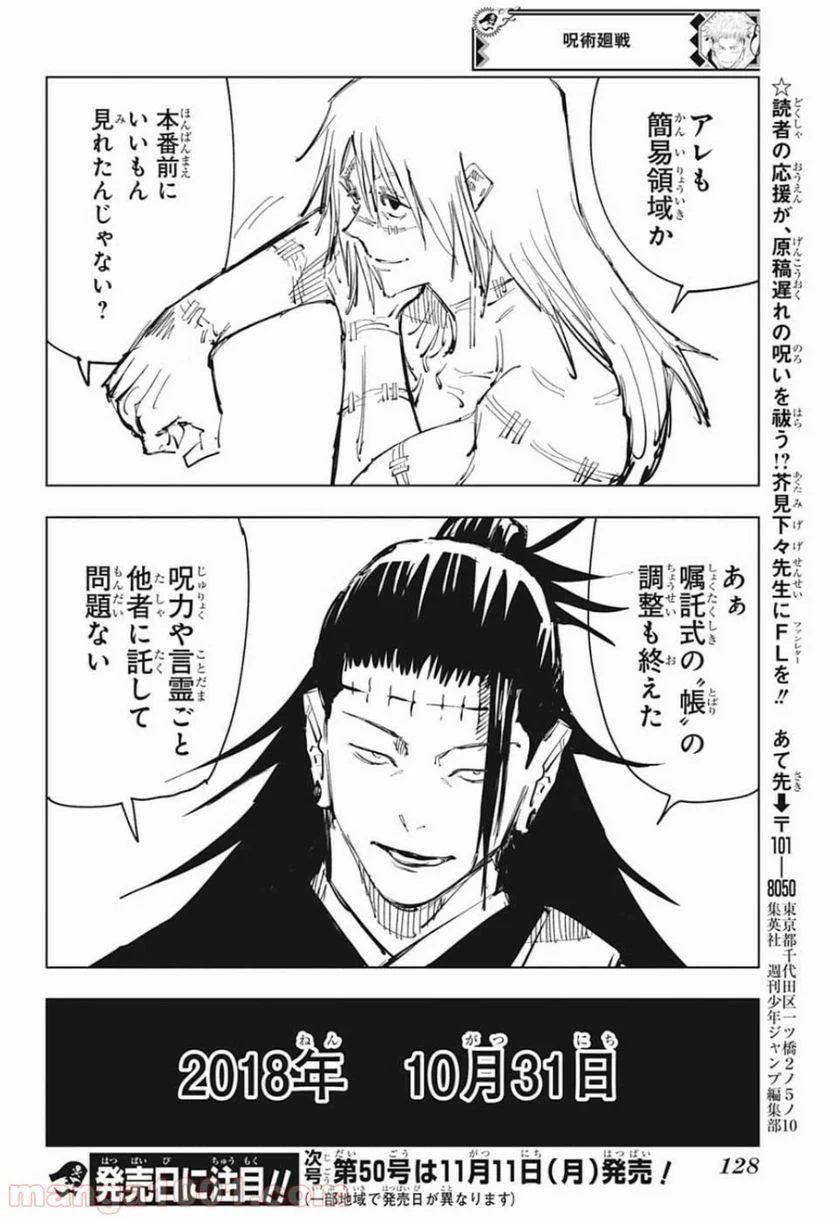 呪術廻戦
アレも
簡易領域か
本番前に
いいもん
見れたんじゃない?
あぁ
嘱託式の〝帳〟の
調整も終えた
呪力や言霊ごと
他者に託して
問題ない
2018年 10月31日
☆読者の応援が、原稿遅れの呪いを祓う!?芥見下々先生にFLを!! あて先➡〒101―8050
東京都千代田区一ツ橋2ノ5ノ10
集英社 週刊少年ジャンプ編集部
発売日に注目!!
次号 第50号は11月11日(月)発売!
部地域で発売日が異なります)
128